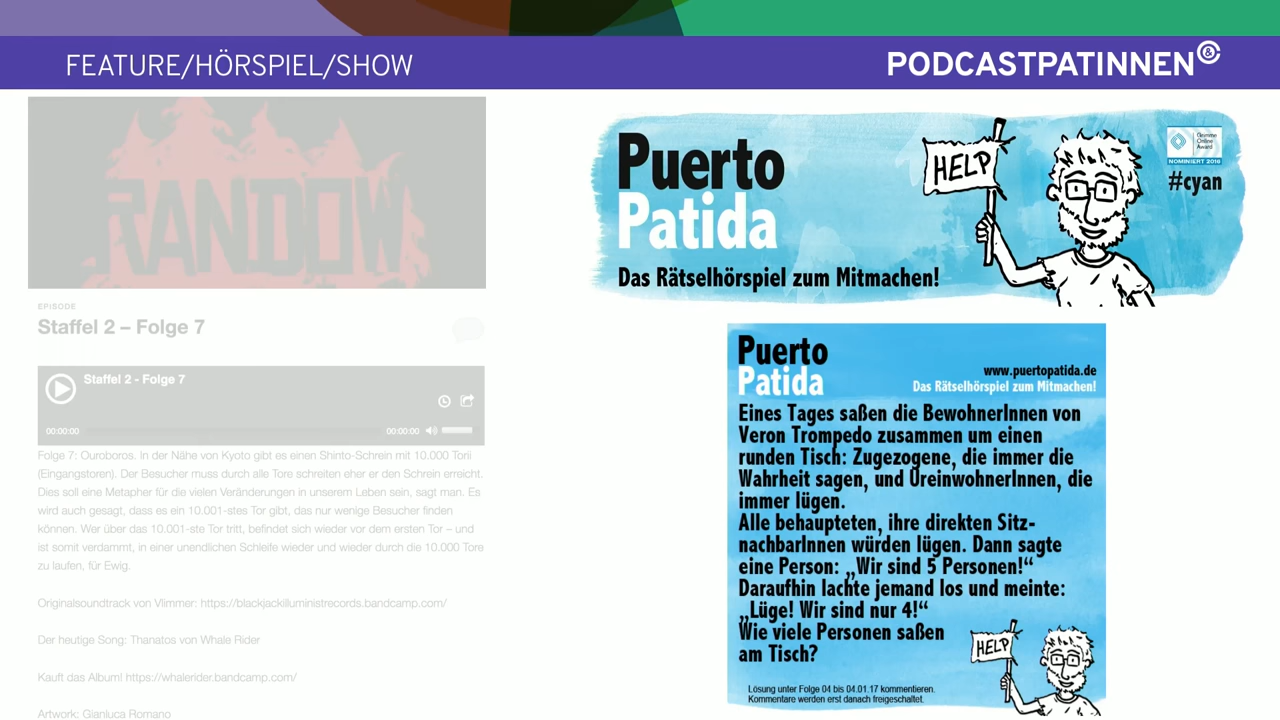 FEATURE/HÖRSPIEL/SHOW
PODCASTPATINNEN
&
RANDOW
EPISODE
Staffel 2 – Folge 7
Staffel 2 - Folge 7
00:00:00
00:00:00
Folge 7: Ouroboros. In der Nähe von Kyoto gibt es einen Shinto-Schrein mit 10.000 Torii
(Eingangstoren). Der Besucher muss durch alle Tore schreiten eher er den Schrein erreicht.
Dies soll eine Metapher für die vielen Veränderungen in unserem Leben sein, sagt man. Es
wird auch gesagt, dass es ein 10.001-stes Tor gibt, das nur wenige Besucher finden
können. Wer über das 10.001-ste Tor tritt, befindet sich wieder vor dem ersten Tor – und
ist somit verdammt, in einer unendlichen Schleife wieder und wieder durch die 10.000 Tore
zu laufen, für Ewig.
Originalsoundtrack von Vlimmer: https://blackjackilluministrecords.bandcamp.com/
Der heutige Song: Thanatos von Whale Rider
Kauft das Album! https://whalerider.bandcamp.com/
Artwork: Gianluca Romano
Puerto
Patida
Das Rätselhörspiel zum Mitmachen!
HELP
Grimme
Online
Award
NOMINIERT 2016
#cyan
Puerto
Patida
www.puertopatida.de
Das Rätselhörspiel zum Mitmachen!
Eines Tages saßen die BewohnerInnen von
Veron Trompedo zusammen um einen
runden Tisch: Zugezogene, die immer die
Wahrheit sagen, und UreinwohnerInnen, die
immer lügen.
Alle behaupteten, ihre direkten Sitz-
nachbarInnen würden lügen. Dann sagte
eine Person: „Wir sind 5 Personen!“
Daraufhin lachte jemand los und meinte:
„Lüge! Wir sind nur 4!“
Wie viele Personen saßen
am Tisch?
HELP
Lösung unter Folge 04 bis 04.01.17 kommentieren.
Kommentare werden erst danach freigeschaltet.